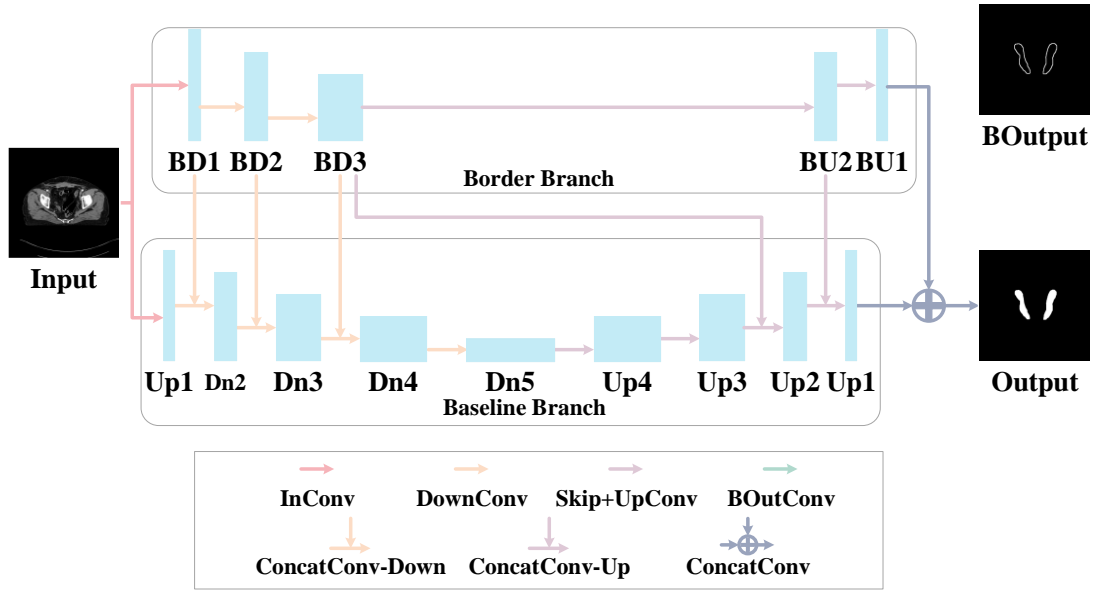 BD1 BD2 BD3 BU2 BU1
BOutput
Border Branch
Input
Up1 Dn2 Dn3 Dn4 Dn5 Up4 Up3 Up2 Up1
Output
Baseline Branch
InConv DownConv Skip+UpConv BOutConv
ConcatConv-Down ConcatConv-Up ConcatConv